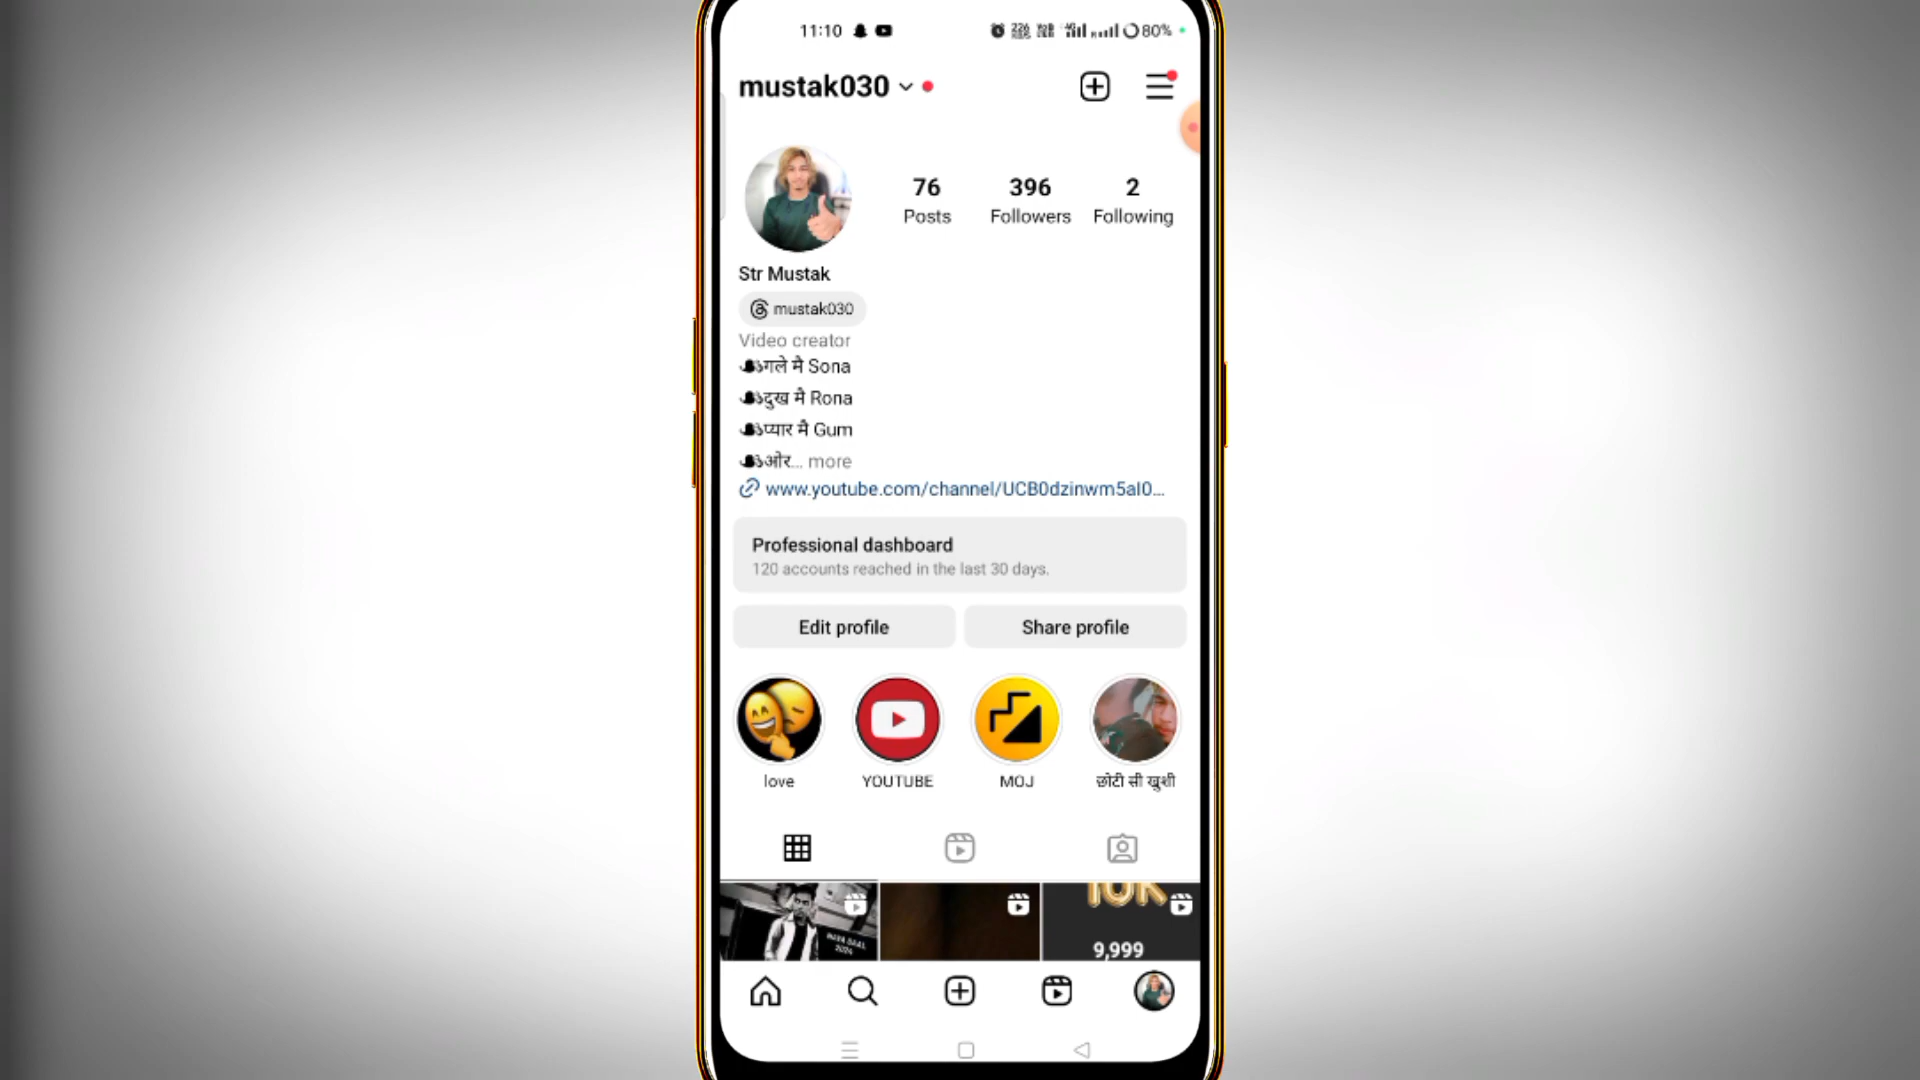 11:10 80%
mustak030
76 396 2
Posts Followers Following
Str Mustak
mustak030
Video creator
गले मै Sona
दुख मै Rona
प्यार मै Gum
ओर... more
www.youtube.com/channel/UCB0dzinwm5al0...
Professional dashboard
120 accounts reached in the last 30 days.
Edit profile Share profile
love YOUTUBE MOJ छोटी सी खुशी
10K
9,999